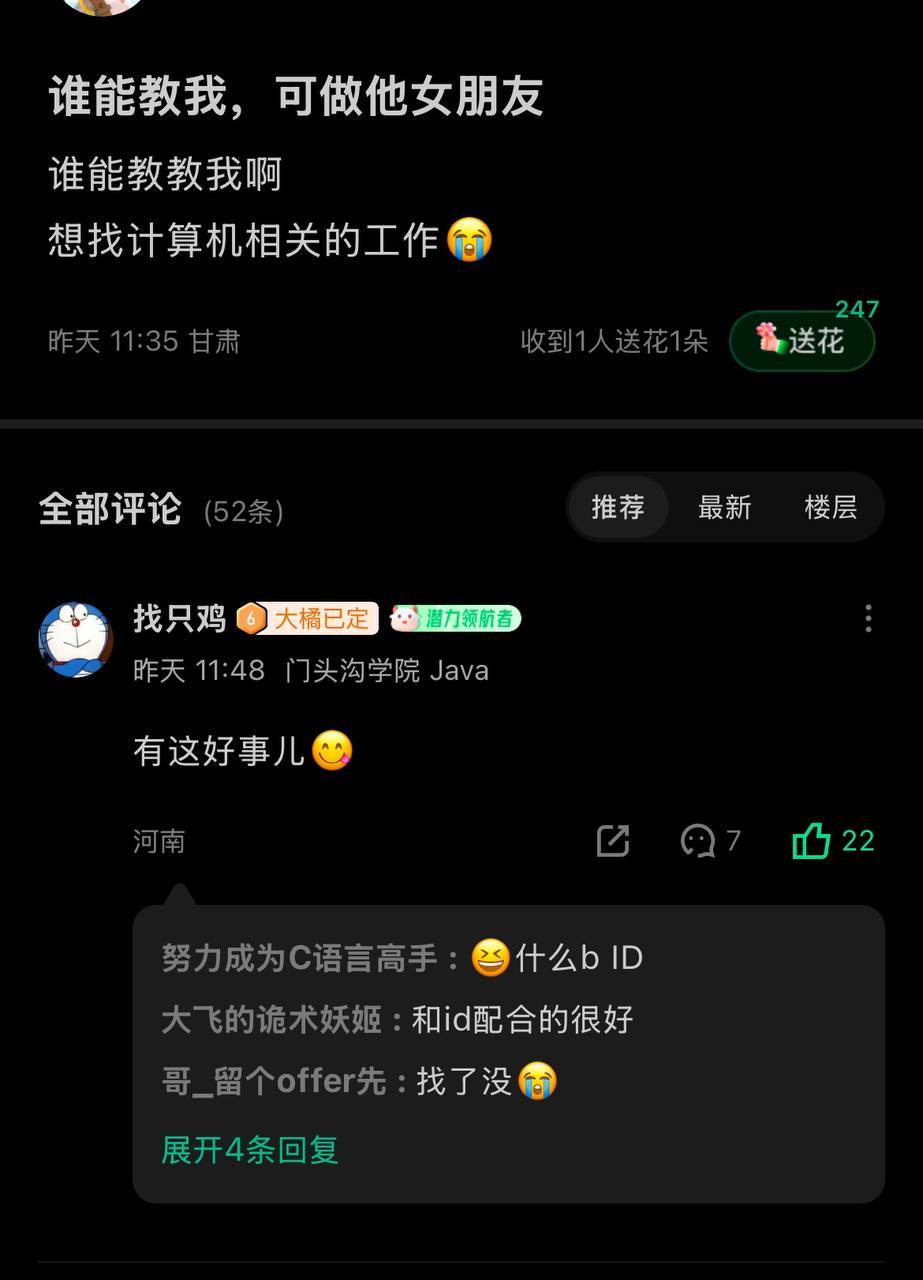 谁能教我，可做他女朋友
谁能教教我啊
想找计算机相关的工作😭
昨天 11:35 甘肃
收到1人送花1朵
送花
247
全部评论 (52条)
推荐
最新
楼层
找只鸡
6
大橘已定
潜力领航者
昨天 11:48 门头沟学院 Java
有这好事儿😋
河南
7
22
努力成为C语言高手：😆什么b ID
大飞的诡术妖姬：和id配合的很好
哥_留个offer先：找了没😭
展开4条回复